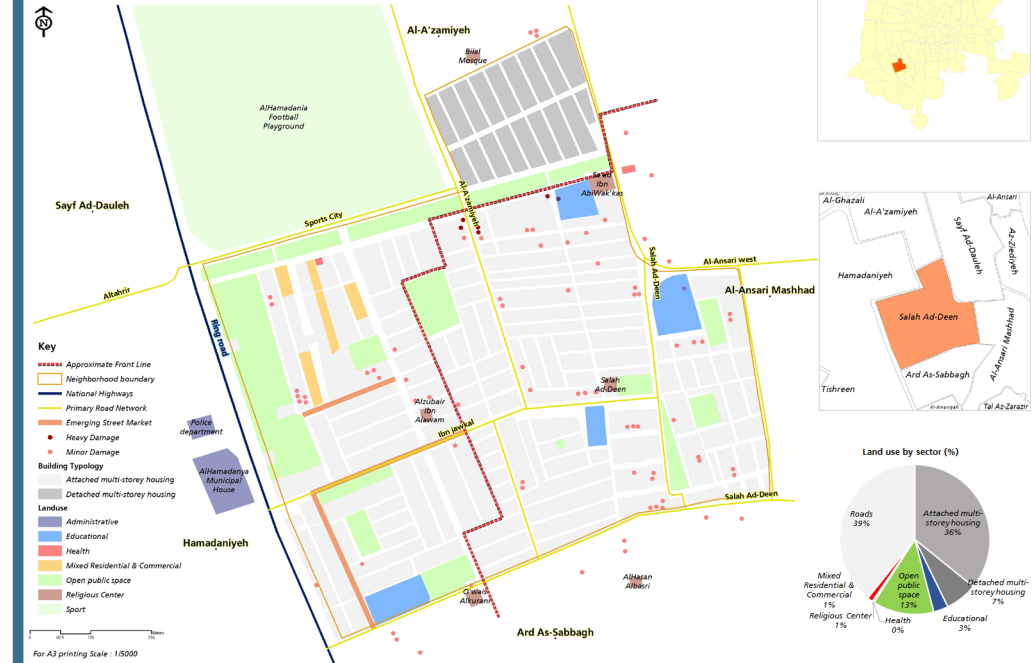 N
Al-A'zamiyeh
Bilal
Mosque
AlHamadania
Football
Playground
Sa'ad
Ibn
AbiWak'kas
Sayf Ad-Dauleh
Sports City
Al-A'zamiyeh
Salah Ad-Deen
Al-Ansari west
Al-Ansari Mashhad
Altahrir
Ring road
Salah
Ad-Deen
Alzubair
Ibn
Alawam
Ibn jawkal
Police
department
AlHamadanya
Municipal
House
Hamadaniyeh
Salah Ad-Deen
O wais
Alkurani
AlHasan
Albasri
Ard As-Sabbagh
Key
Approximate Front Line
Neighborhood boundary
National Highways
Primary Road Network
Emerging Street Market
Heavy Damage
Minor Damage
Building Typology
Attached multi-storey housing
Detached multi-storey housing
Landuse
Administrative
Educational
Health
Mixed Residential & Commercial
Open public space
Religious Center
Sport
0 62.5 125 250
For A3 printing Scale : 1/5000
Al-Ghazali
Al-A'zamiyeh
Al-Ansari
Sayf Ad-Dauleh
Az-Ziediyeh
Hamadaniyeh
Salah Ad-Deen
Al-Ansari Mashhad
Ard As-Sabbagh
Tishreen
Al-Ameriyah
Tal Az-Zarazir
Land use by sector (%)
Roads
39%
Attached multi-
storey housing
36%
Detached multi-
storey housing
7%
Educational
3%
Open
public
space
13%
Health
0%
Religious Center
1%
Mixed
Residential &
Commercial
1%